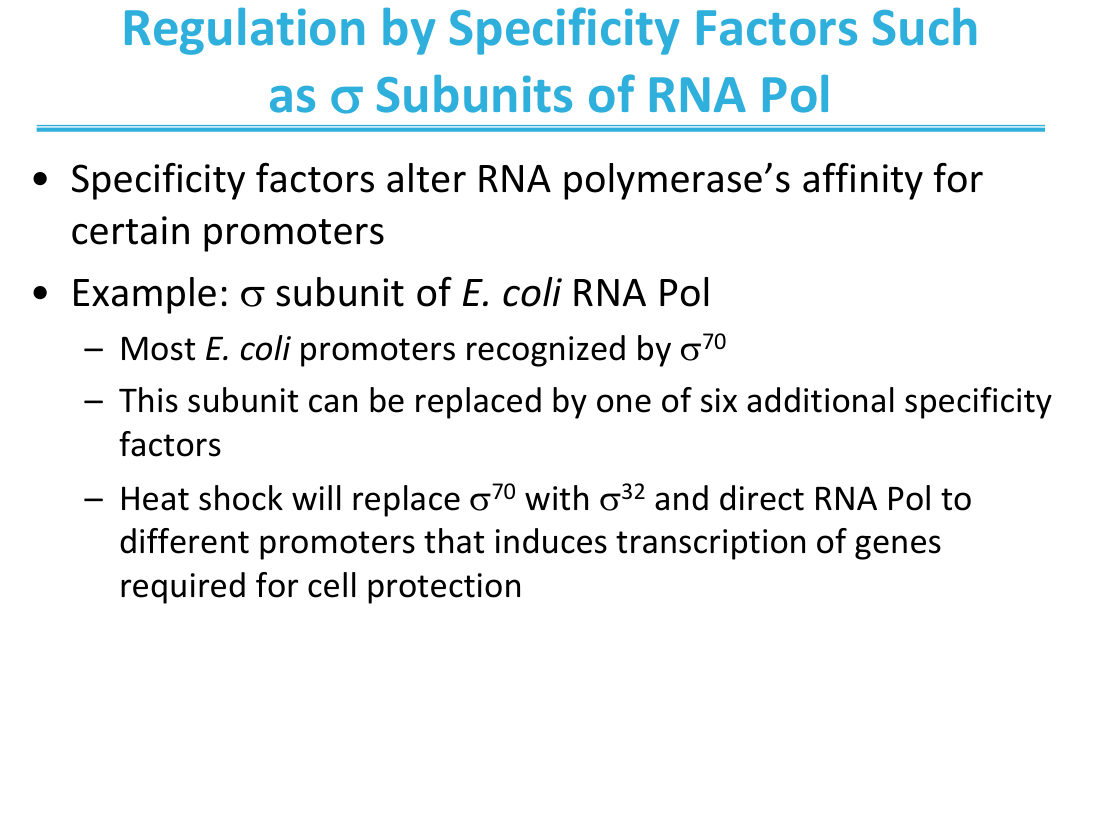 Regulation by Specificity Factors Such
as σ Subunits of RNA Pol
• Specificity factors alter RNA polymerase’s affinity for
certain promoters
• Example: σ subunit of E. coli RNA Pol
– Most E. coli promoters recognized by σ⁷⁰
– This subunit can be replaced by one of six additional specificity
factors
– Heat shock will replace σ⁷⁰ with σ³² and direct RNA Pol to
different promoters that induces transcription of genes
required for cell protection